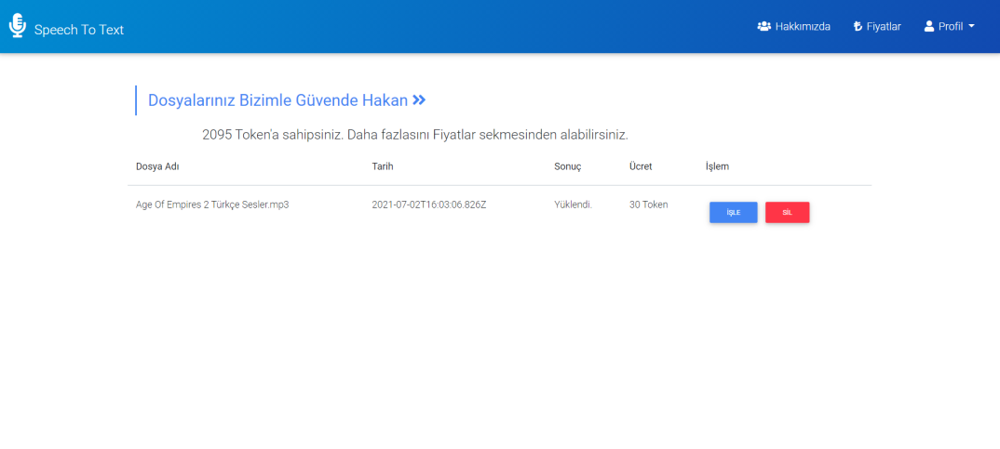 Speech To Text Hakkımızda Fiyatlar Profil
Dosyalarınız Bizimle Güvende Hakan
2095 Token'a sahipsiniz. Daha fazlasını Fiyatlar sekmesinden alabilirsiniz.
Dosya Adı Tarih Sonuç Ücret İşlem
Age Of Empires 2 Türkçe Sesler.mp3 2021-07-02T16:03:06.826Z Yüklendi. 30 Token İŞLE SİL